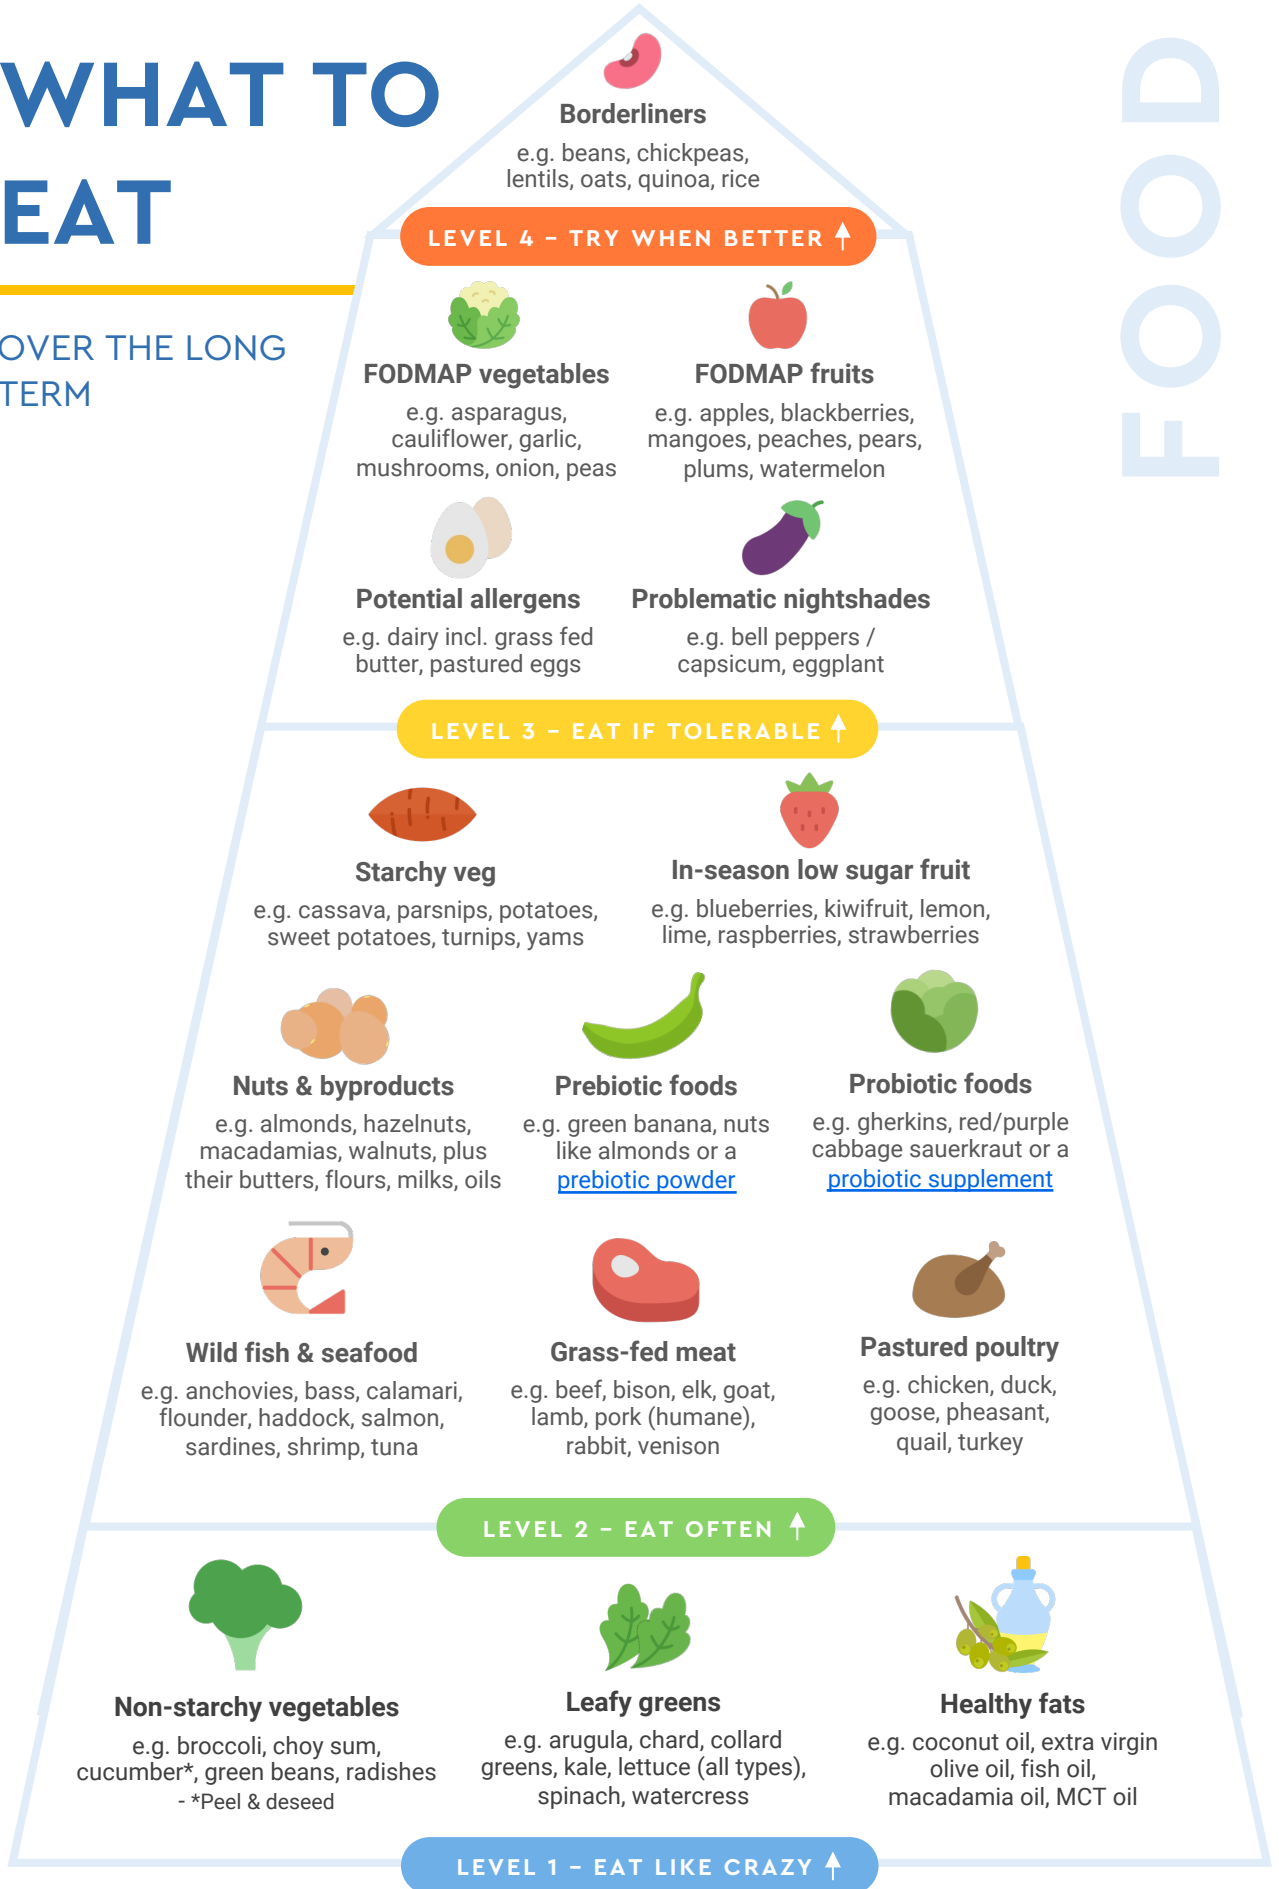 WHAT TO
EAT
OVER THE LONG
TERM
FOOD
Borderliners
e.g. beans, chickpeas,
lentils, oats, quinoa, rice
LEVEL 4 – TRY WHEN BETTER
FODMAP vegetables
e.g. asparagus,
cauliflower, garlic,
mushrooms, onion, peas
FODMAP fruits
e.g. apples, blackberries,
mangoes, peaches, pears,
plums, watermelon
Potential allergens
e.g. dairy incl. grass fed
butter, pastured eggs
Problematic nightshades
e.g. bell peppers /
capsicum, eggplant
LEVEL 3 – EAT IF TOLERABLE
Starchy veg
e.g. cassava, parsnips, potatoes,
sweet potatoes, turnips, yams
In-season low sugar fruit
e.g. blueberries, kiwifruit, lemon,
lime, raspberries, strawberries
Nuts & byproducts
e.g. almonds, hazelnuts,
macadamias, walnuts, plus
their butters, flours, milks, oils
Prebiotic foods
e.g. green banana, nuts
like almonds or a
prebiotic powder
Probiotic foods
e.g. gherkins, red/purple
cabbage sauerkraut or a
probiotic supplement
Wild fish & seafood
e.g. anchovies, bass, calamari,
flounder, haddock, salmon,
sardines, shrimp, tuna
Grass-fed meat
e.g. beef, bison, elk, goat,
lamb, pork (humane),
rabbit, venison
Pastured poultry
e.g. chicken, duck,
goose, pheasant,
quail, turkey
LEVEL 2 – EAT OFTEN
Non-starchy vegetables
e.g. broccoli, choy sum,
cucumber*, green beans, radishes
- *Peel & deseed
Leafy greens
e.g. arugula, chard, collard
greens, kale, lettuce (all types),
spinach, watercress
Healthy fats
e.g. coconut oil, extra virgin
olive oil, fish oil,
macadamia oil, MCT oil
LEVEL 1 – EAT LIKE CRAZY